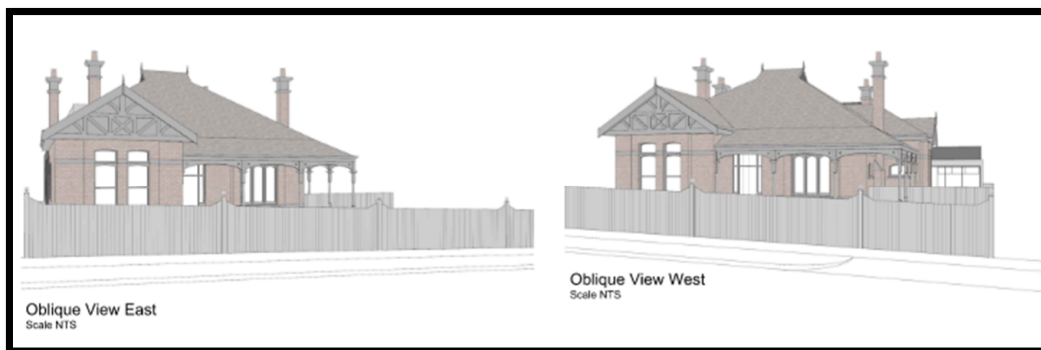 Oblique View East
Scale NTS
Oblique View West
Scale NTS